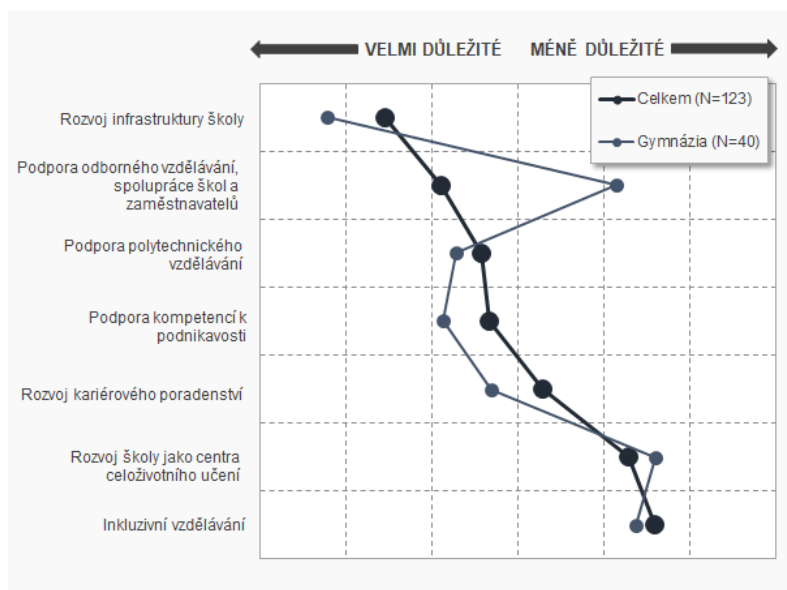 VELMI DŮLEŽITÉ MÉNĚ DŮLEŽITÉ
Celkem (N=123)
Gymnázia (N=40)
Rozvoj infrastruktury školy
Podpora odborného vzdělávání,
spolupráce škol a
zaměstnavatelů
Podpora polytechnického
vzdělávání
Podpora kompetencí k
podnikavosti
Rozvoj kariérového poradenství
Rozvoj školy jako centra
celoživotního učení
Inkluzivní vzdělávání